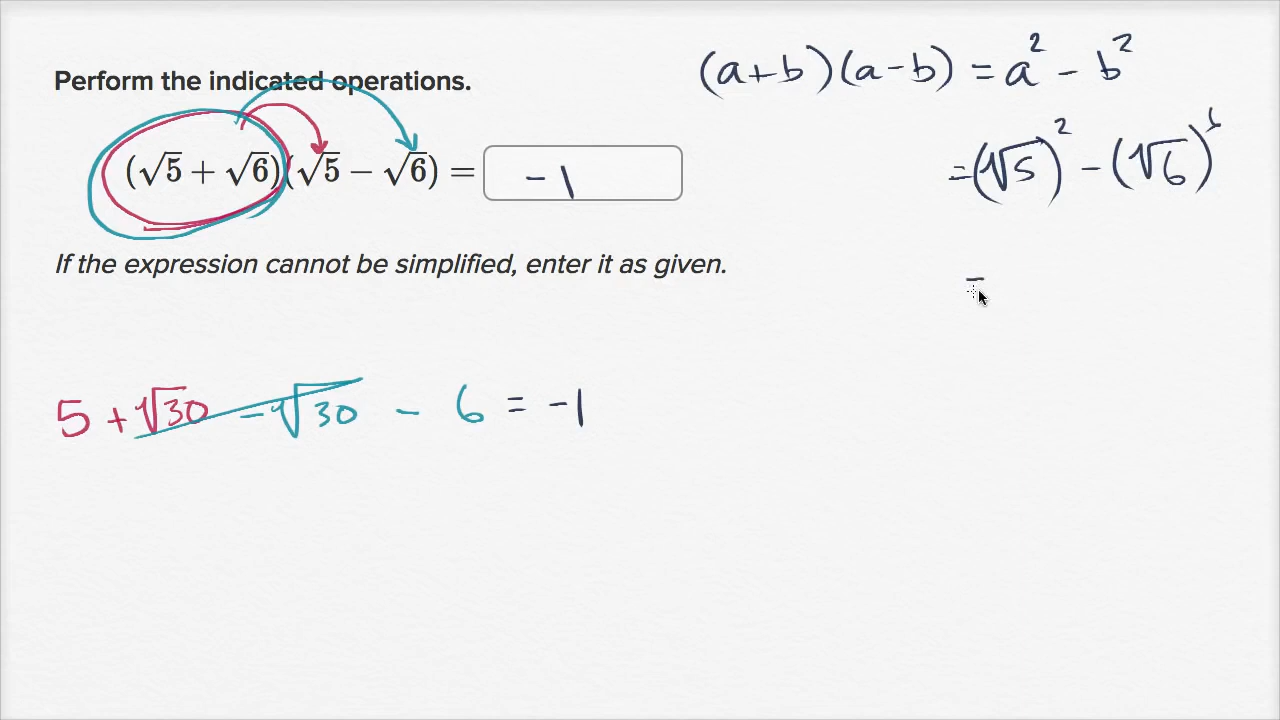 Perform the indicated operations.
(√5 + √6)(√5 − √6) = -1
If the expression cannot be simplified, enter it as given.
5 + √30 - √30 - 6 = -1
(a+b)(a-b) = a² - b²
= (√5)² - (√6)